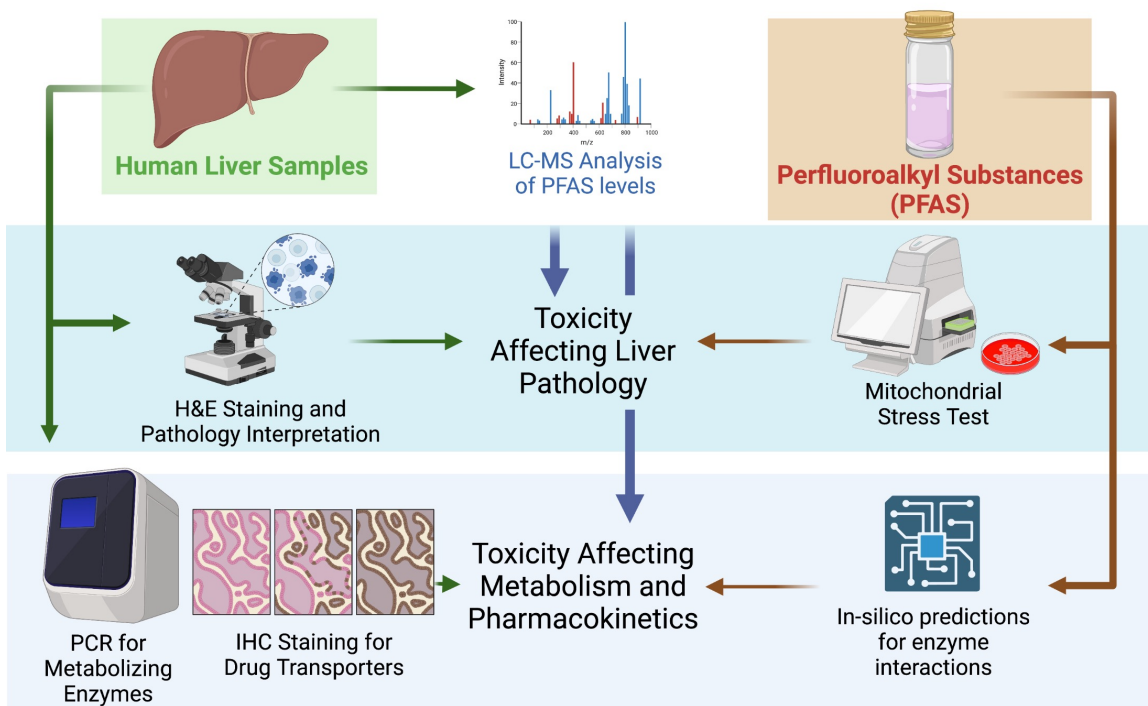 Human Liver Samples
Intensity
100
80
60
40
20
0
200
400
600
800
1000
m/z
LC-MS Analysis
of PFAS levels
Perfluoroalkyl Substances
(PFAS)
H&E Staining and
Pathology Interpretation
Toxicity
Affecting Liver
Pathology
Mitochondrial
Stress Test
PCR for
Metabolizing
Enzymes
IHC Staining for
Drug Transporters
Toxicity Affecting
Metabolism and
Pharmacokinetics
In-silico predictions
for enzyme
interactions